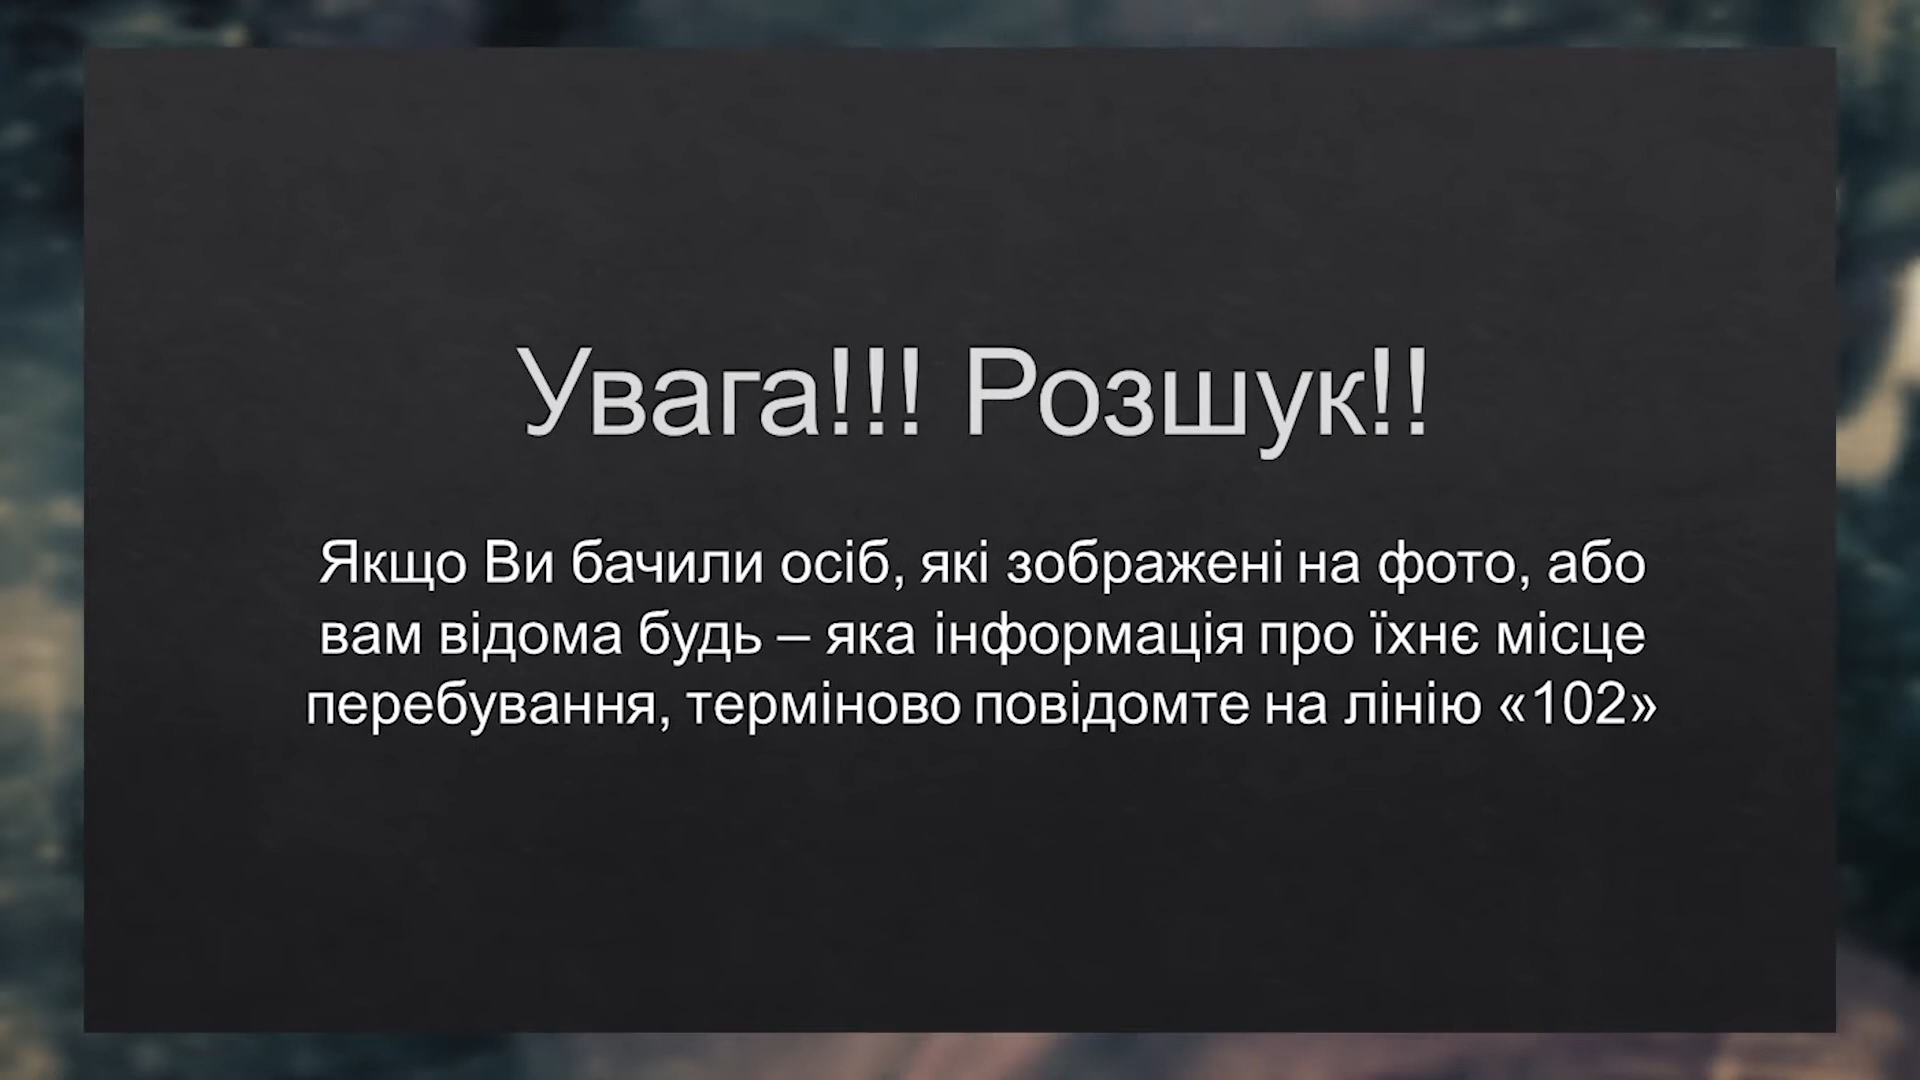 Увага!!! Розшук!!
Якщо Ви бачили осіб, які зображені на фото, або
вам відома будь – яка інформація про їхнє місце
перебування, терміново повідомте на лінію «102»